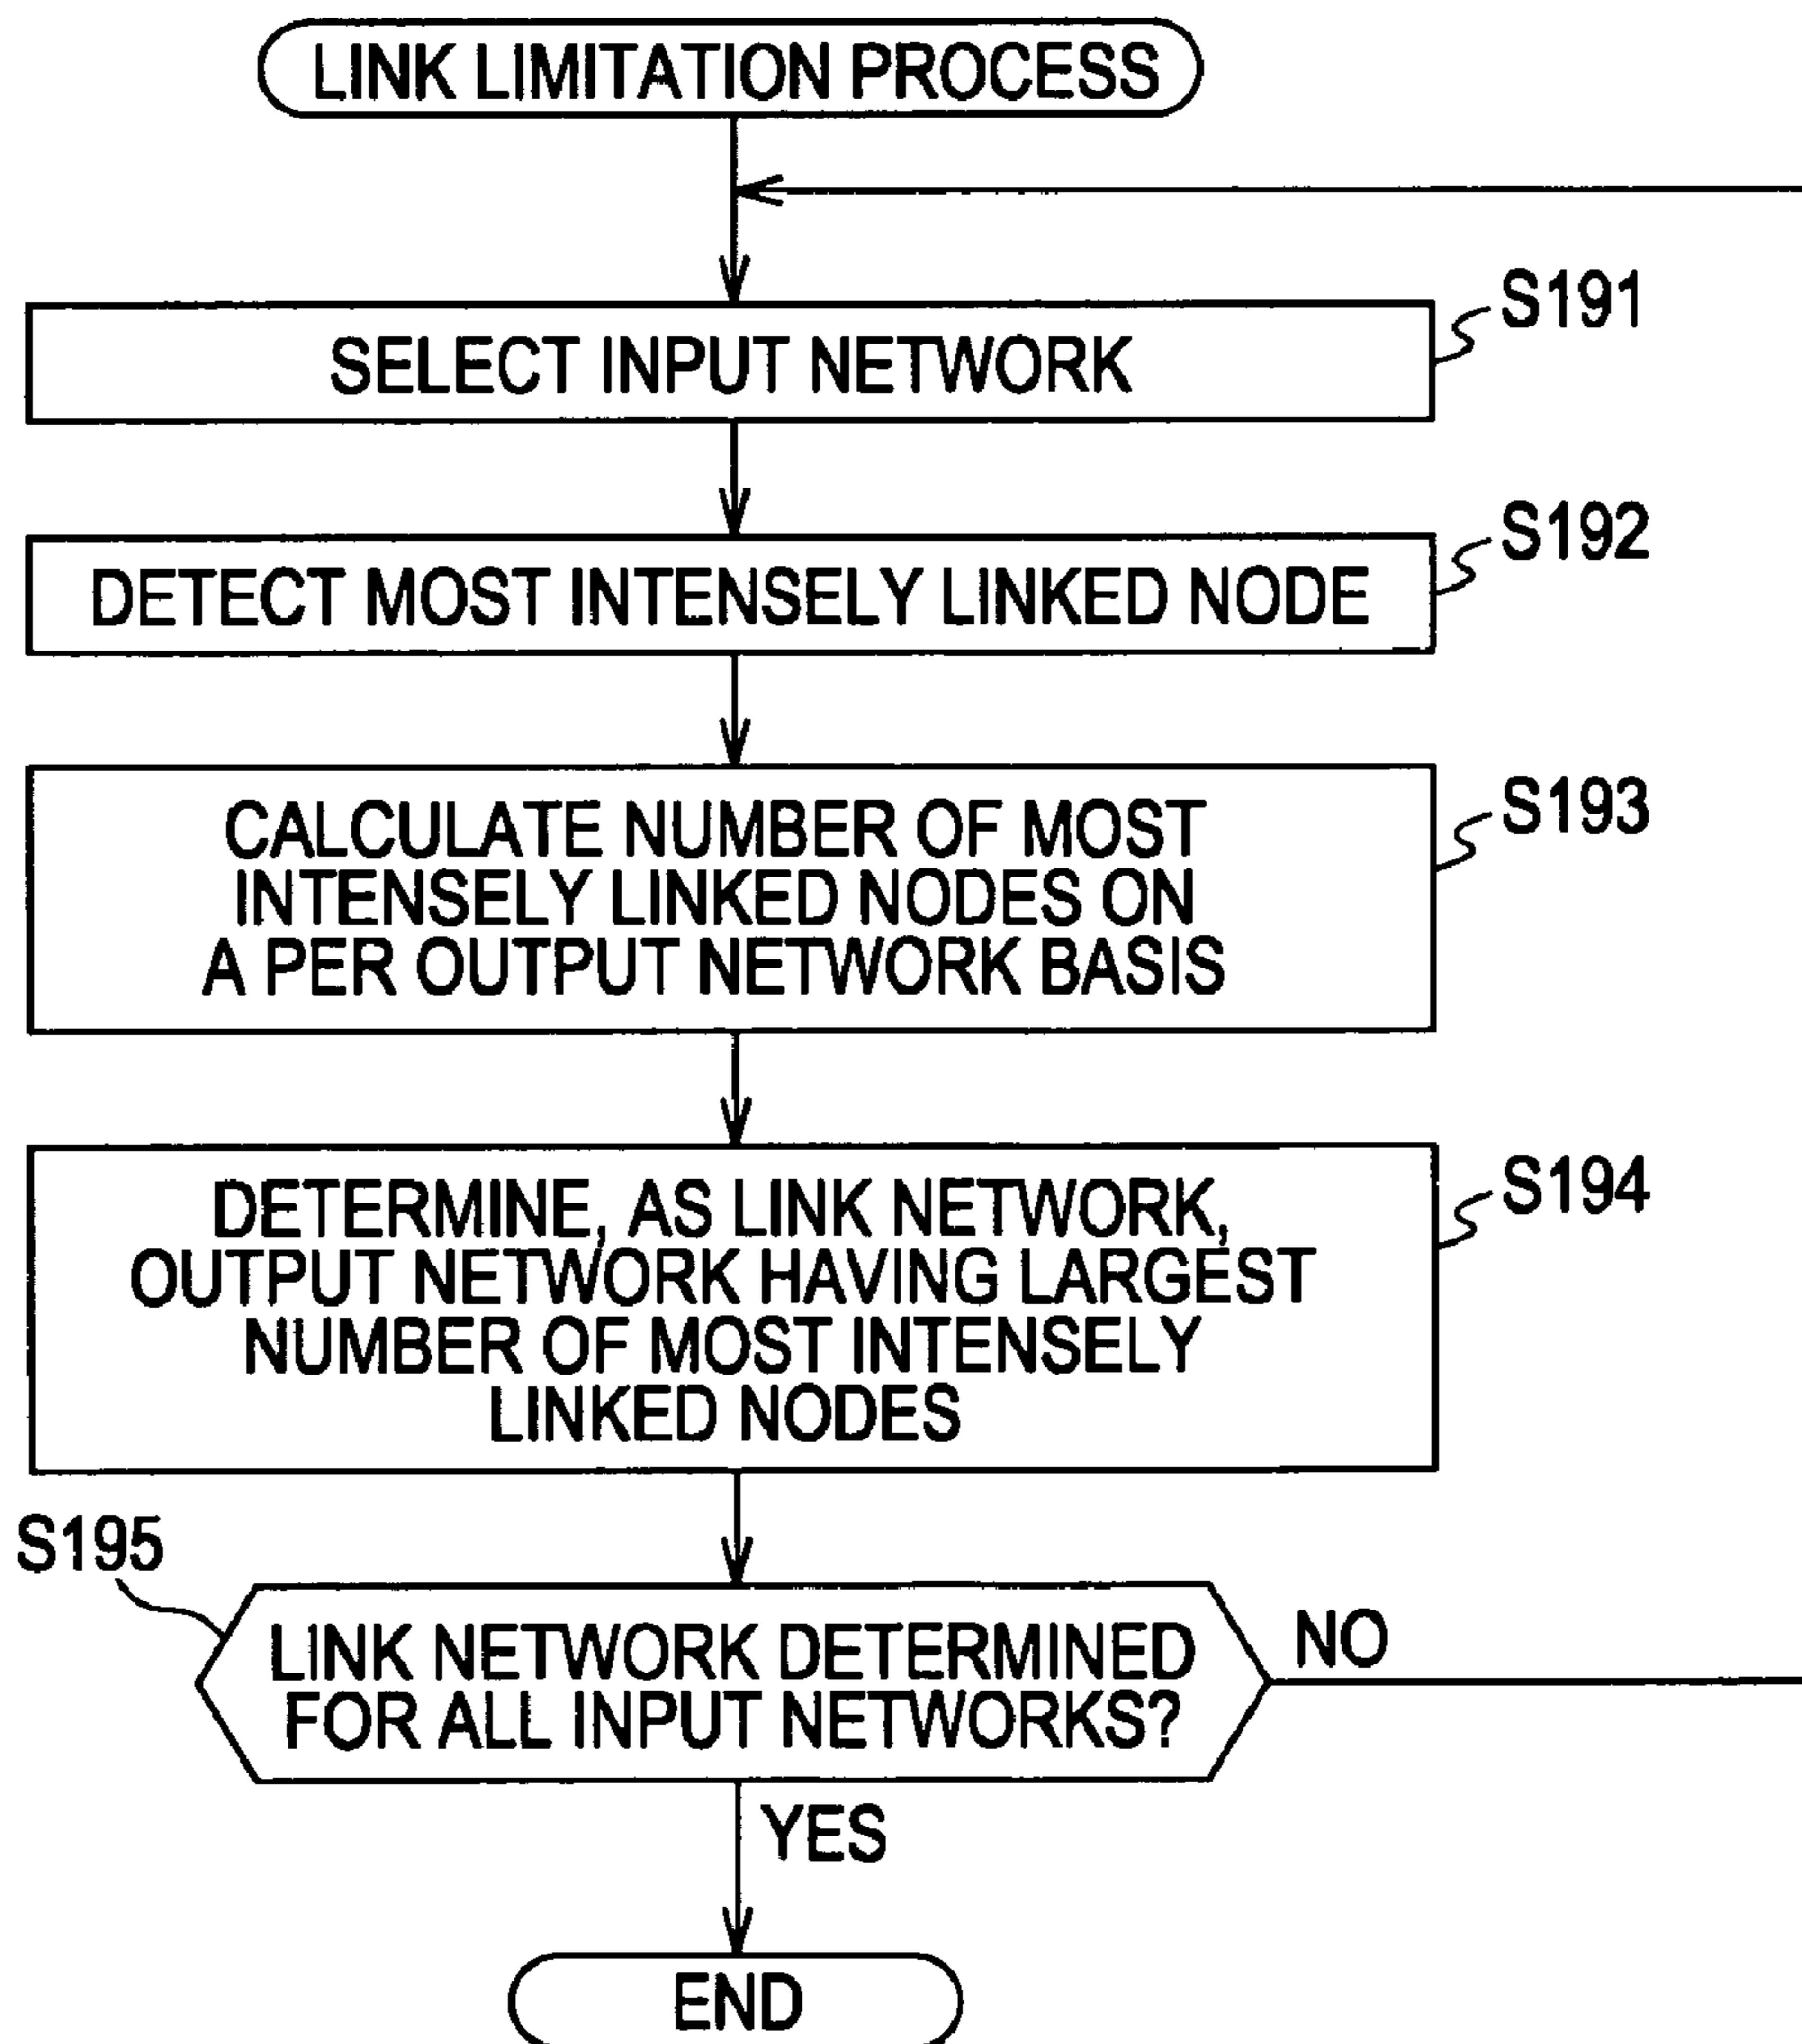 LINK LIMITATION PROCESS
SELECT INPUT NETWORK
S191
DETECT MOST INTENSELY LINKED NODE
S192
CALCULATE NUMBER OF MOST
INTENSELY LINKED NODES ON
A PER OUTPUT NETWORK BASIS
S193
DETERMINE, AS LINK NETWORK,
OUTPUT NETWORK HAVING LARGEST
NUMBER OF MOST INTENSELY
LINKED NODES
S194
S195
LINK NETWORK DETERMINED
FOR ALL INPUT NETWORKS?
NO
YES
END